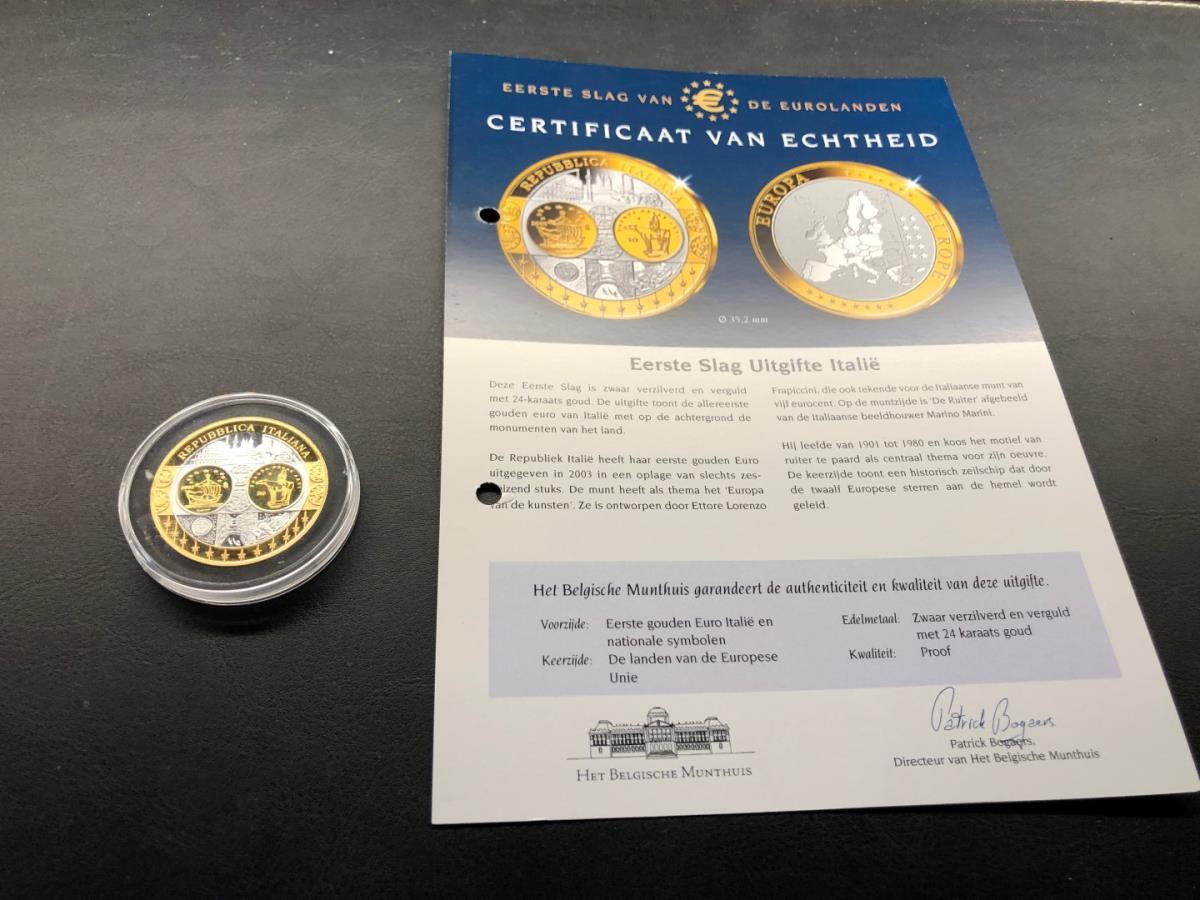 EERSTE SLAG VAN € DE EUROLANDEN
CERTIFICAAT VAN ECHTHEID
REPUBBLICA ITALIANA
EUROPA
EUROPE
Ø 35,2 mm
Eerste Slag Uitgifte Italië
Deze Eerste Slag is zwaar verzilverd en verguld
met 24-karaats goud. De uitgifte toont de allereerste
gouden euro van Italië met op de achtergrond de
monumenten van het land.
De Republiek Italië heeft haar eerste gouden Euro
uitgegeven in 2003 in een oplage van slechts zes-
izend stuks. De munt heeft als thema het 'Europa
van de kunsten'. Ze is ontworpen door Ettore Lorenzo
Frapiccini, die ook tekende voor de Italiaanse munt van
vijf eurocent. Op de muntzijde is 'De Ruiter' afgebeeld
van de Italiaanse beeldhouwer Marino Marini.
Hij leefde van 1901 tot 1980 en koos het motief van
ruiter te paard als centraal thema voor zijn oeuvre.
De keerzijde toont een historisch zeilschip dat door
de twaalf Europese sterren aan de hemel wordt
geleid.
Het Belgische Munthuis garandeert de authenticiteit en kwaliteit van deze uitgifte.
Voorzijde: Eerste gouden Euro Italië en
nationale symbolen
Keerzijde: De landen van de Europese
Unie
Edelmetaal: Zwaar verzilverd en verguld
met 24 karaats goud
Kwaliteit: Proof
HET BELGISCHE MUNTHUIS
Patrick Bogaers
Patrick Bogaers,
Directeur van Het Belgische Munthuis
REPUBBLICA ITALIANA